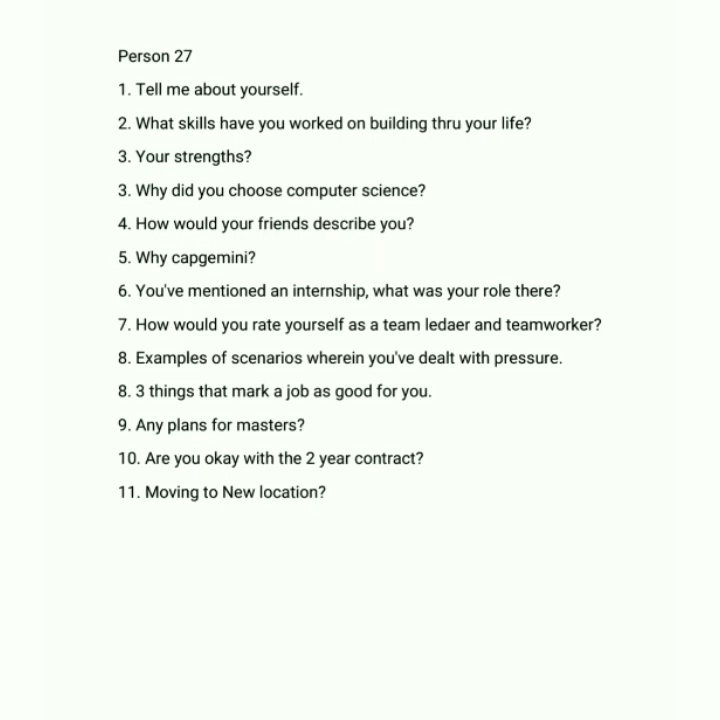 Person 27
1. Tell me about yourself.
2. What skills have you worked on building thru your life?
3. Your strengths?
3. Why did you choose computer science?
4. How would your friends describe you?
5. Why capgemini?
6. You've mentioned an internship, what was your role there?
7. How would you rate yourself as a team ledaer and teamworker?
8. Examples of scenarios wherein you've dealt with pressure.
8. 3 things that mark a job as good for you.
9. Any plans for masters?
10. Are you okay with the 2 year contract?
11. Moving to New location?